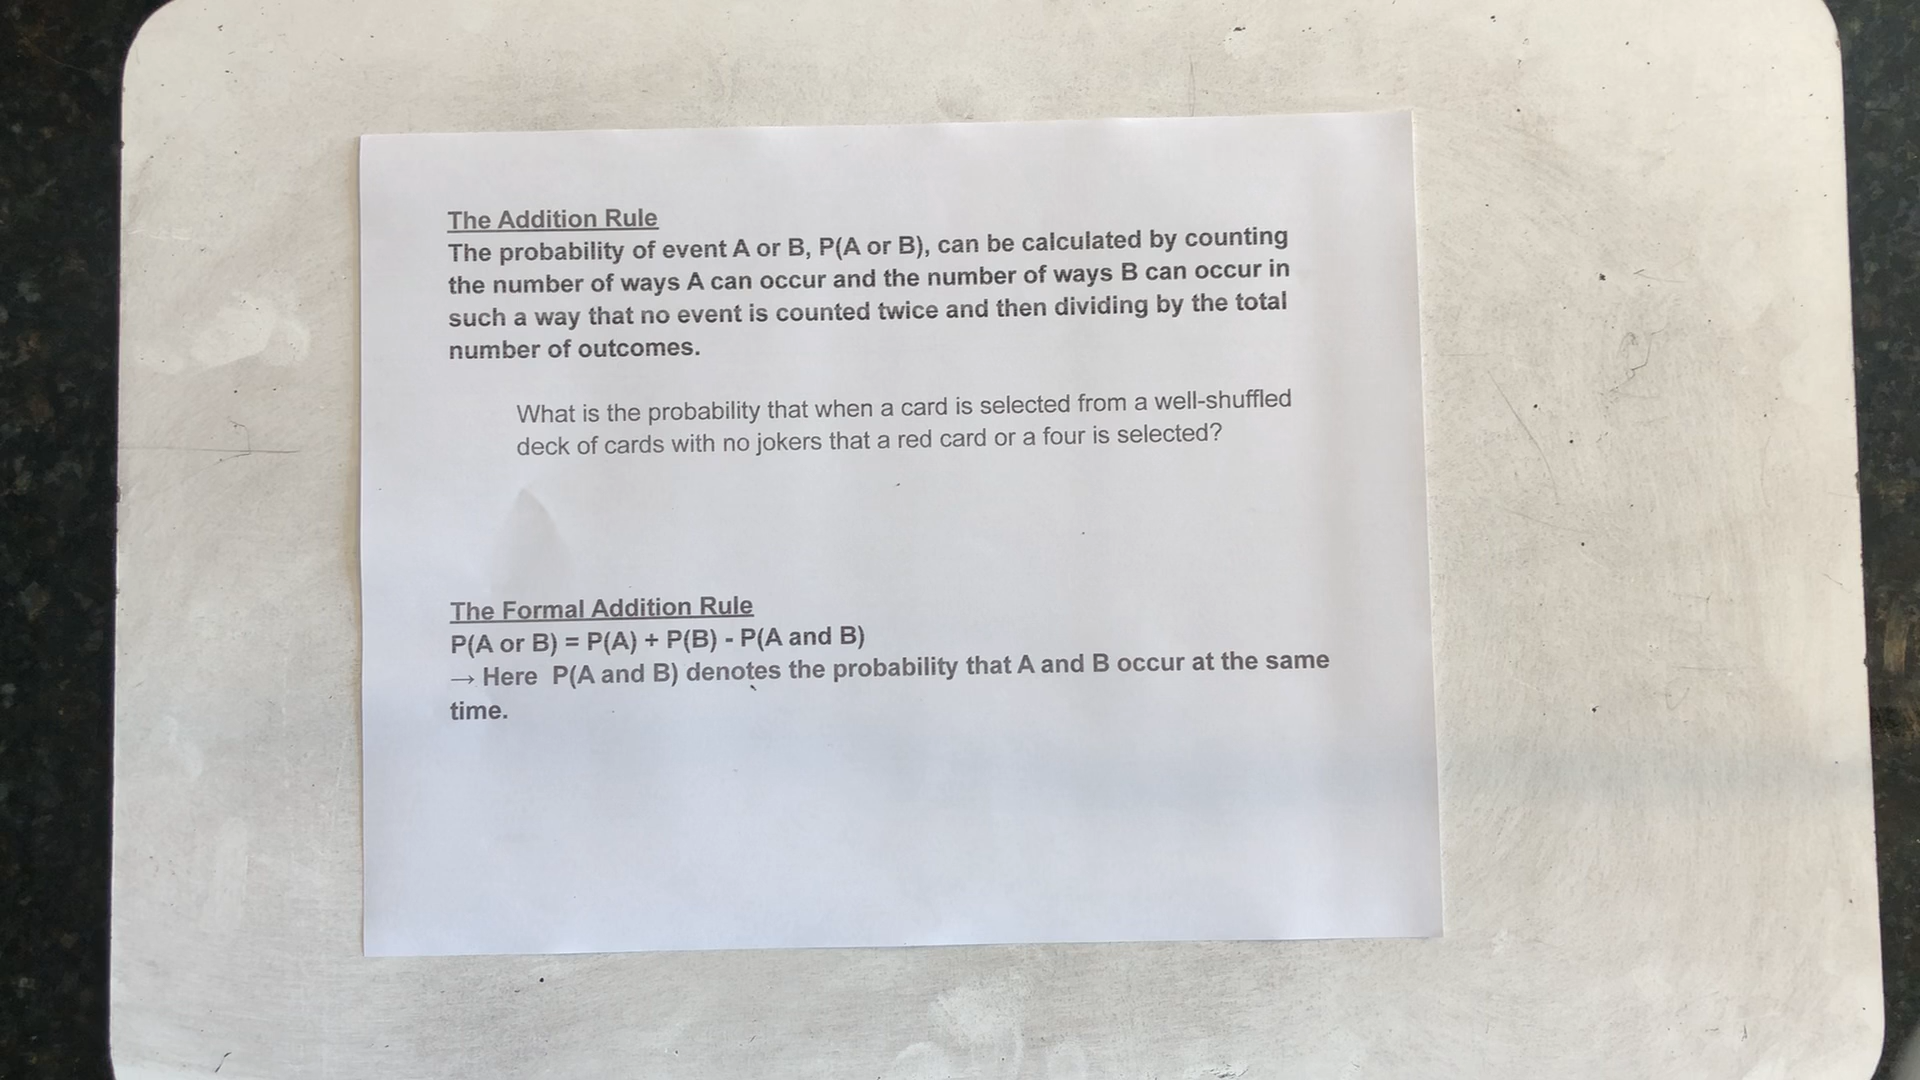 The Addition Rule
The probability of event A or B, P(A or B), can be calculated by counting
the number of ways A can occur and the number of ways B can occur in
such a way that no event is counted twice and then dividing by the total
number of outcomes.
What is the probability that when a card is selected from a well-shuffled
deck of cards with no jokers that a red card or a four is selected?
The Formal Addition Rule
P(A or B) = P(A) + P(B) - P(A and B)
→ Here P(A and B) denotes the probability that A and B occur at the same
time.